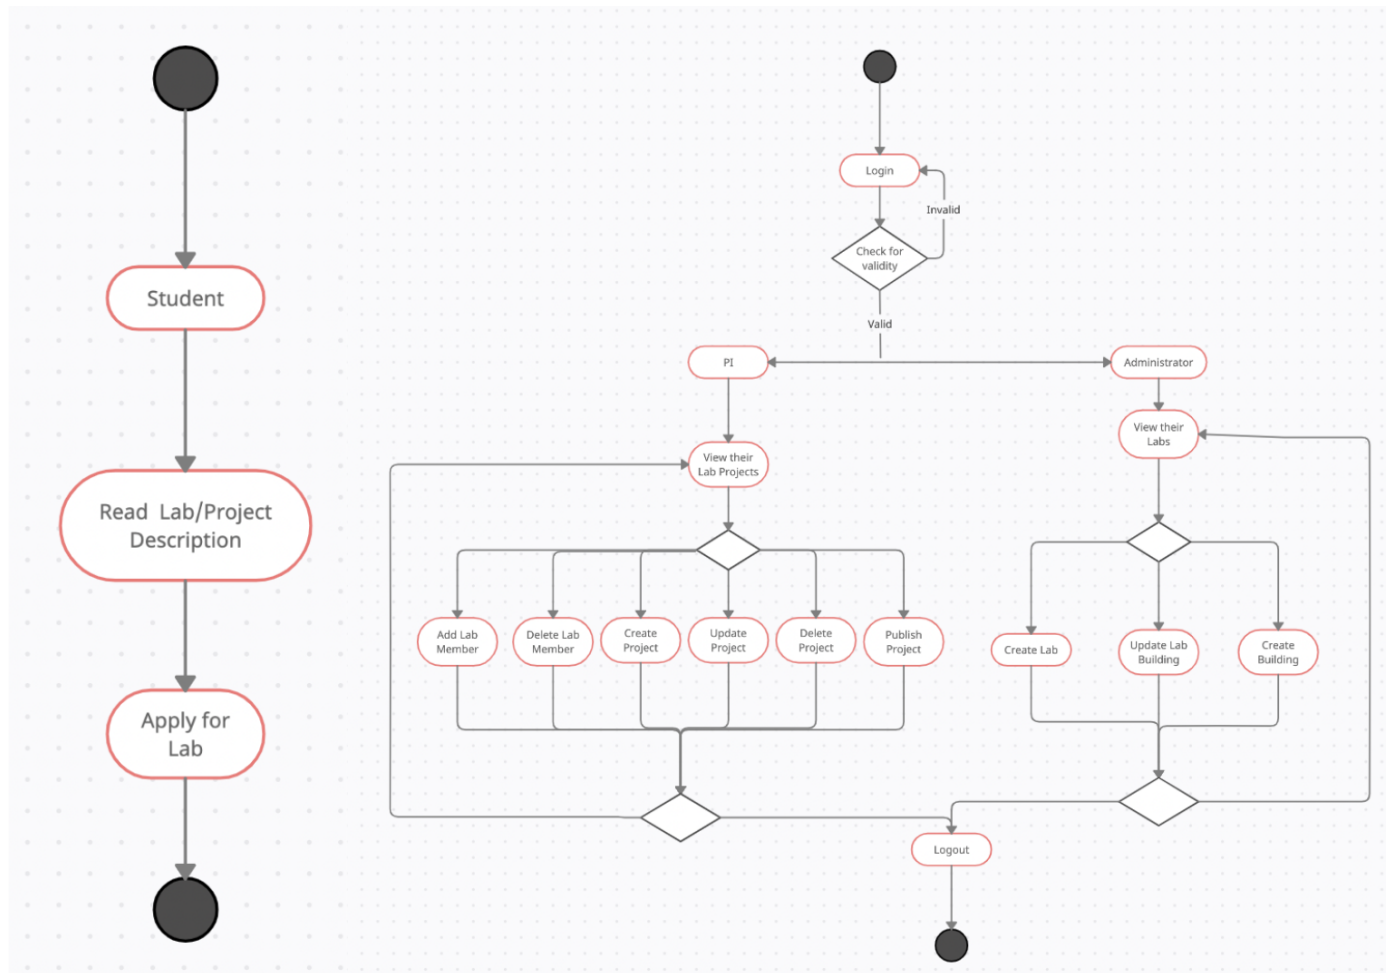 Student
Read Lab/Project
Description
Apply for
Lab
Login
Invalid
Check for
validity
Valid
PI
Administrator
View their
Lab Projects
View their
Labs
Add Lab
Member
Delete Lab
Member
Create
Project
Update
Project
Delete
Project
Publish
Project
Create Lab
Update Lab
Building
Create
Building
Logout